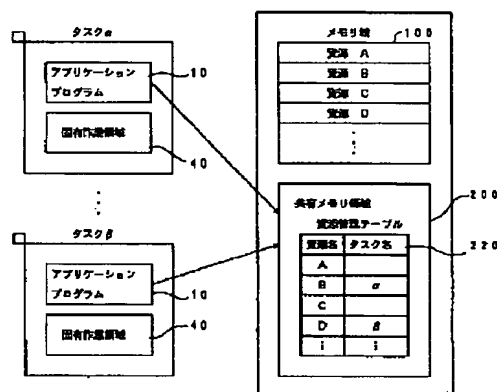 タスクα
アプリケーション
プログラム
10
固有作業領域
40
タスクβ
アプリケーション
プログラム
10
固有作業領域
40
メモリ域
100
資源 A
資源 B
資源 C
資源 D
共有メモリ領域
200
資源管理テーブル
220
資源名 タスク名
A
B α
C
D β